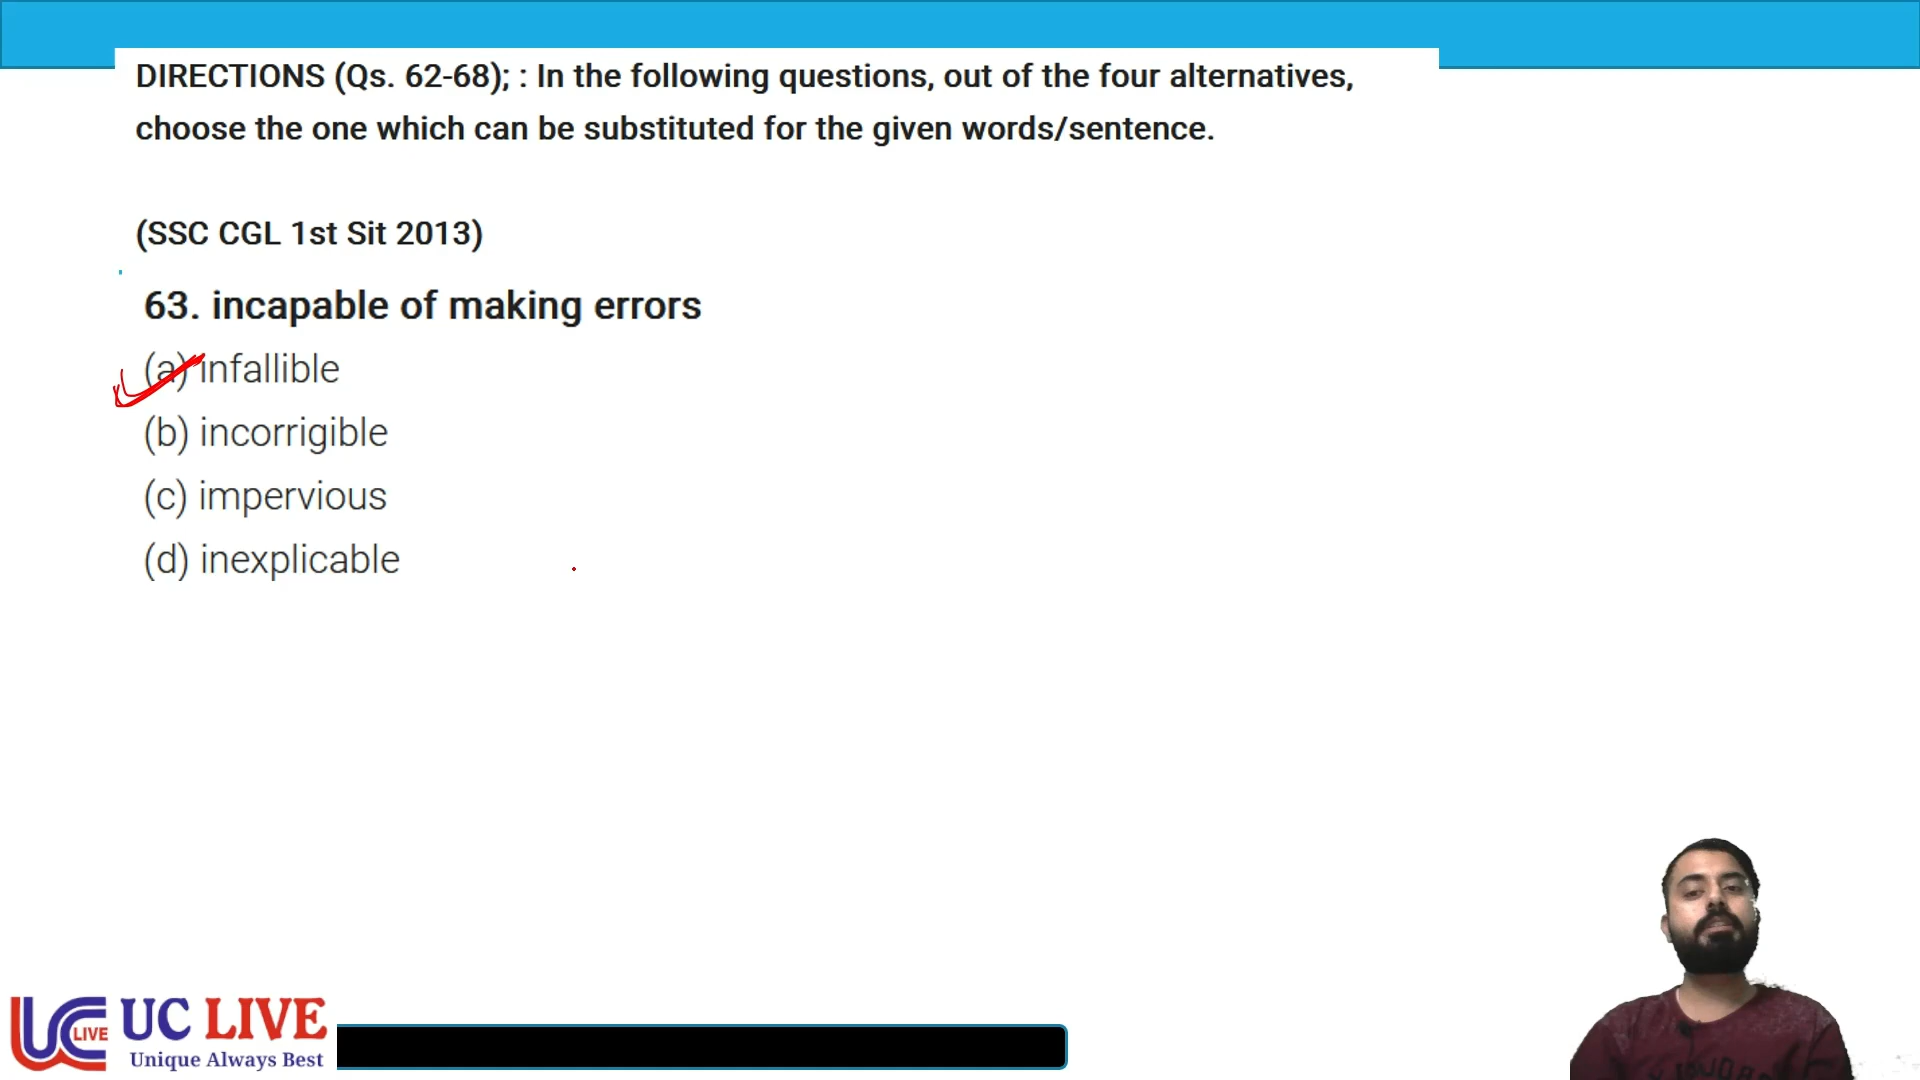 DIRECTIONS (Qs. 62-68); : In the following questions, out of the four alternatives,
choose the one which can be substituted for the given words/sentence.
(SSC CGL 1st Sit 2013)
63. incapable of making errors
(a) infallible
(b) incorrigible
(c) impervious
(d) inexplicable
LIVE
UC LIVE
Unique Always Best